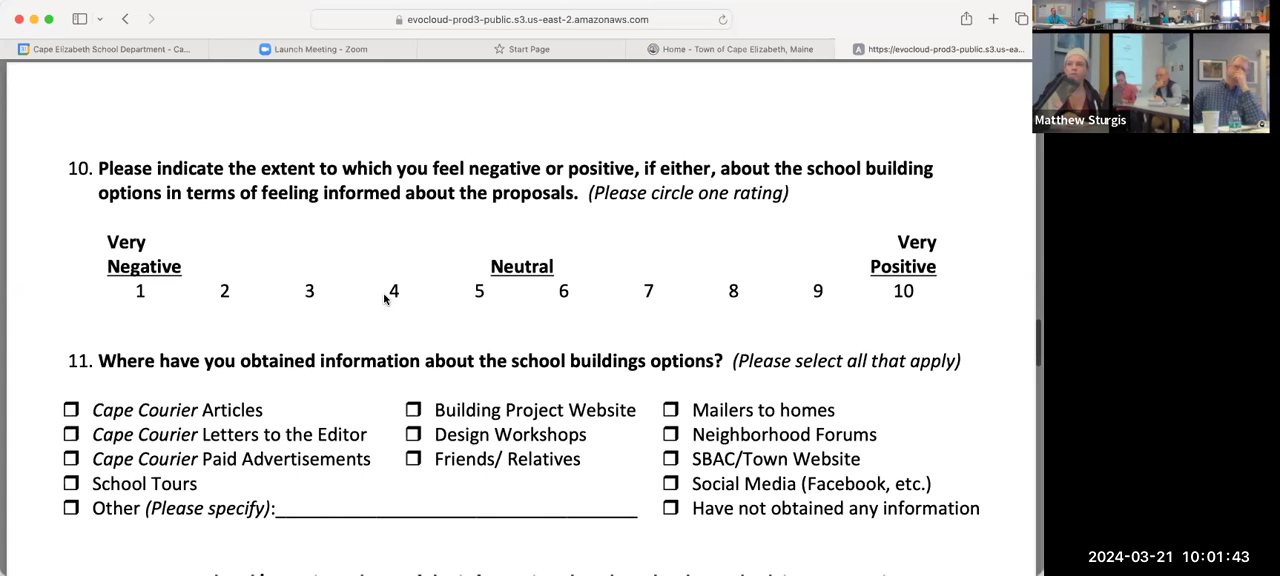 evocloud-prod3-public.s3.us-east-2.amazonaws.com
Cape Elizabeth School Department - Ca...
Launch Meeting - Zoom
Start Page
Home - Town of Cape Elizabeth, Maine
https://evocloud-prod3-public.s3.us-ea...
Matthew Sturgis
10. Please indicate the extent to which you feel negative or positive, if either, about the school building
options in terms of feeling informed about the proposals. (Please circle one rating)
Very Very
Negative Neutral Positive
1 2 3 4 5 6 7 8 9 10
11. Where have you obtained information about the school buildings options? (Please select all that apply)
Cape Courier Articles Building Project Website Mailers to homes
Cape Courier Letters to the Editor Design Workshops Neighborhood Forums
Cape Courier Paid Advertisements Friends/ Relatives SBAC/Town Website
School Tours Social Media (Facebook, etc.)
Other (Please specify): Have not obtained any information
2024-03-21 10:01:43